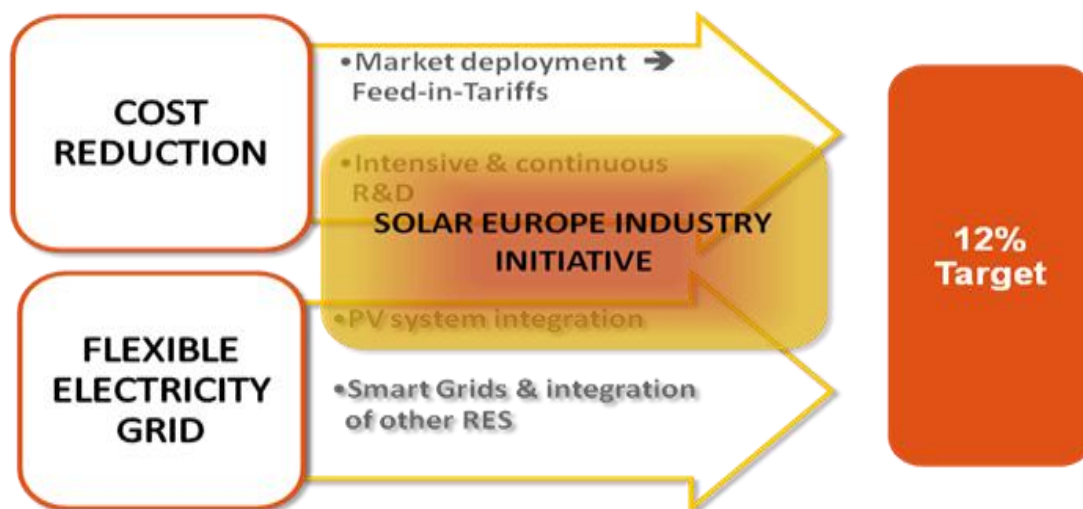 COST
REDUCTION
•Market deployment ➔
Feed-in-Tariffs
•Intensive & continuous
R&D
SOLAR EUROPE INDUSTRY
INITIATIVE
FLEXIBLE
ELECTRICITY
GRID
•PV system integration
•Smart Grids & integration
of other RES
12%
Target